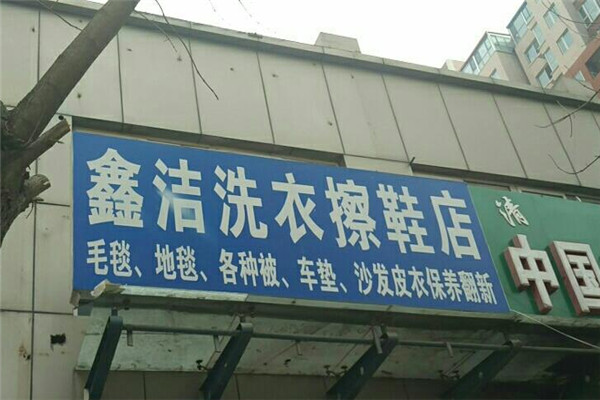 鑫洁洗衣擦鞋店
毛毯、地毯、各种被、车垫、沙发皮衣保养翻新
清
中国